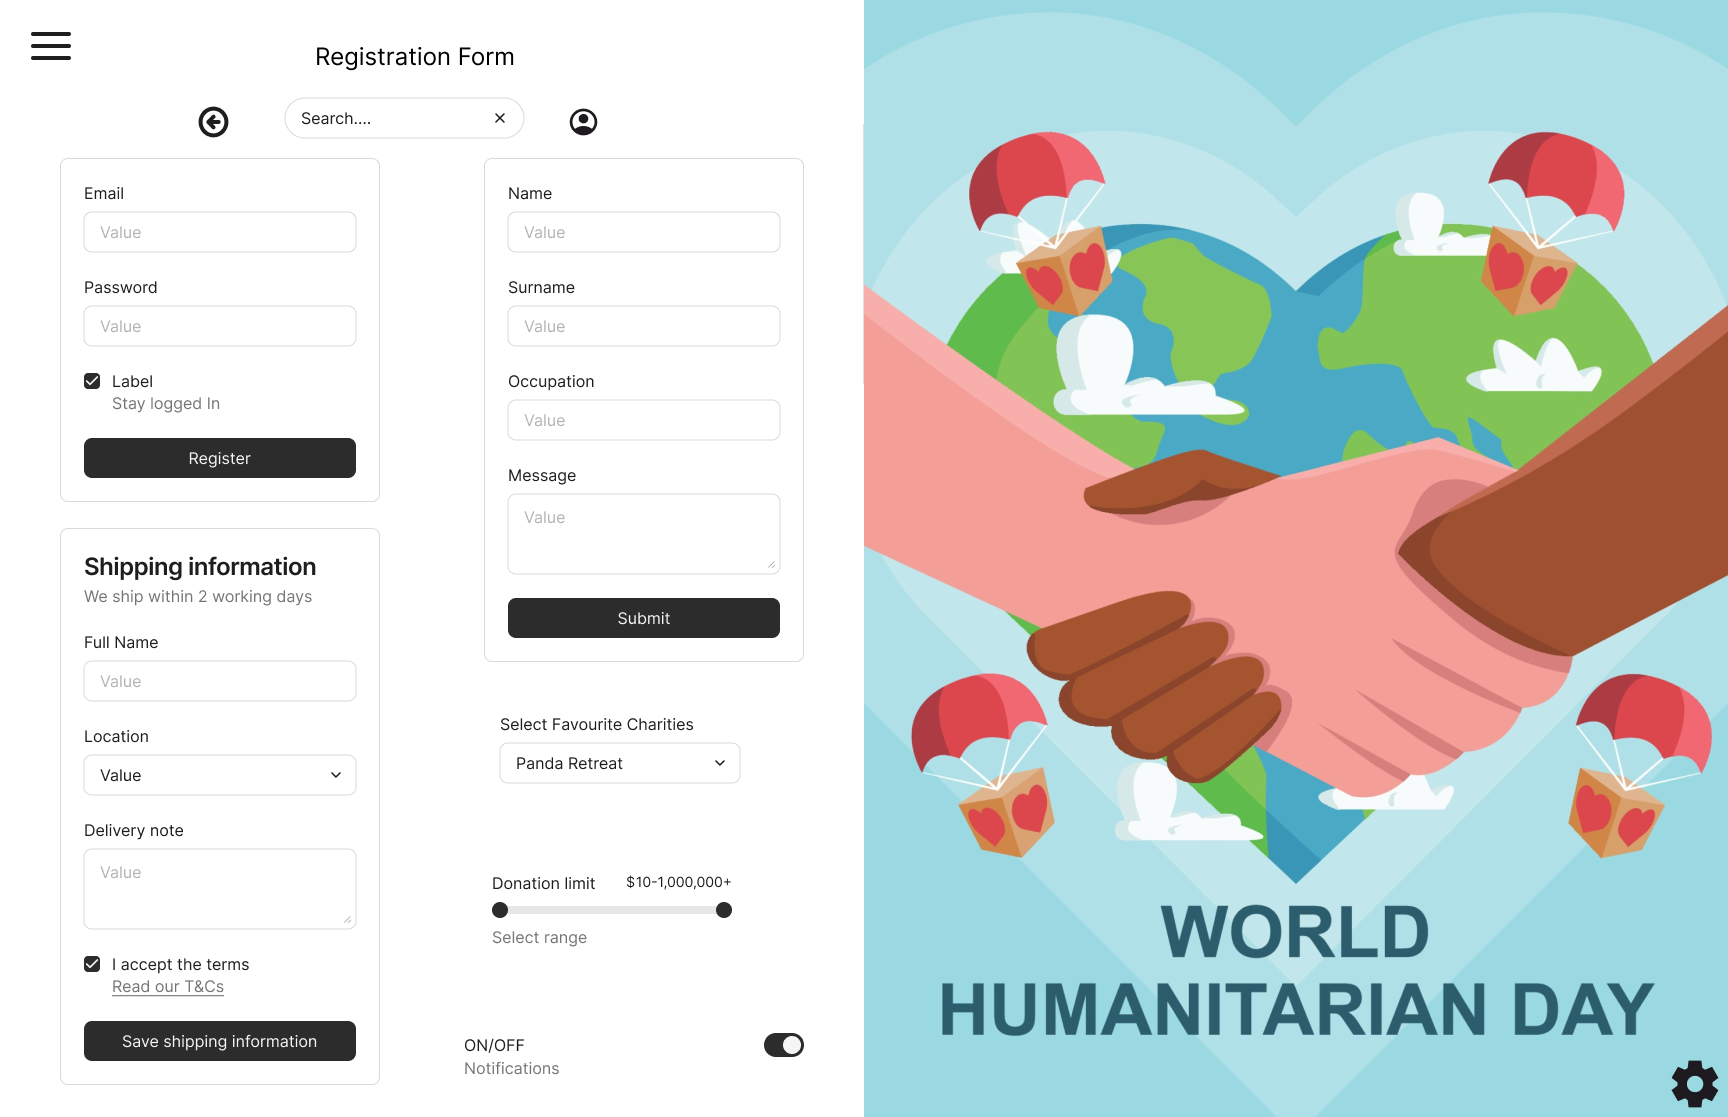 Registration Form
Search....
Email
Value
Password
Value
Label
Stay logged In
Register
Shipping information
We ship within 2 working days
Full Name
Value
Location
Value
Delivery note
Value
I accept the terms
Read our T&Cs
Save shipping information
Name
Value
Surname
Value
Occupation
Value
Message
Value
Submit
Select Favourite Charities
Panda Retreat
Donation limit $10-1,000,000+
Select range
ON/OFF
Notifications
WORLD
HUMANITARIAN DAY